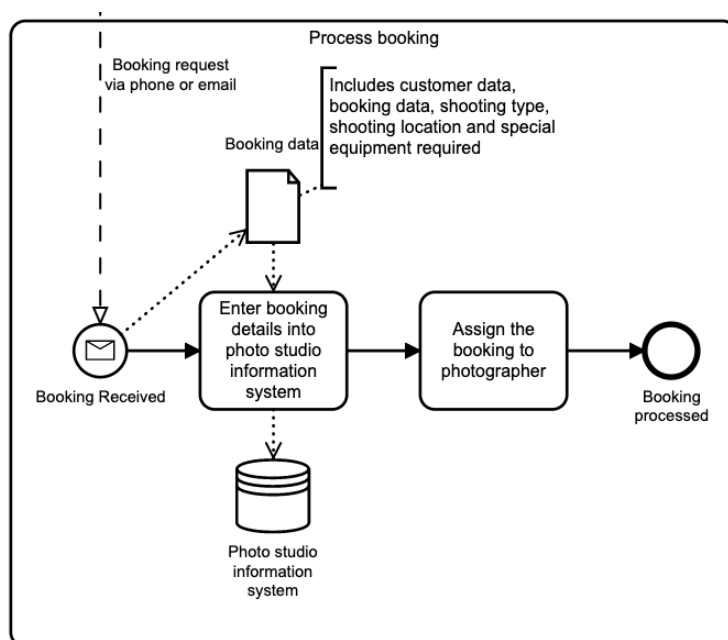 Process booking
Booking request
via phone or email
Includes customer data,
booking data, shooting type,
shooting location and special
equipment required
Booking data
Enter booking
details into
photo studio
information
system
Assign the
booking to
photographer
Booking Received
Booking
processed
Photo studio
information
system